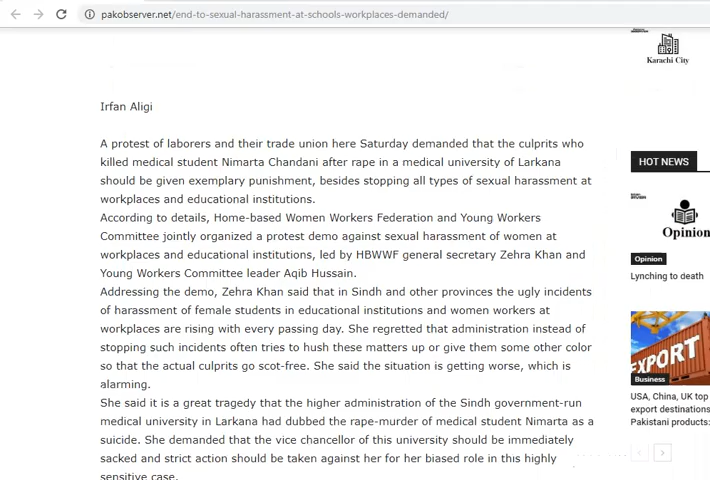 pakobserver.net/end-to-sexual-harassment-at-schools-workplaces-demanded/
Irfan Aligi
A protest of laborers and their trade union here Saturday demanded that the culprits who
killed medical student Nimarta Chandani after rape in a medical university of Larkana
should be given exemplary punishment, besides stopping all types of sexual harassment at
workplaces and educational institutions.
According to details, Home-based Women Workers Federation and Young Workers
Committee jointly organized a protest demo against sexual harassment of women at
workplaces and educational institutions, led by HBWWF general secretary Zehra Khan and
Young Workers Committee leader Aqib Hussain.
Addressing the demo, Zehra Khan said that in Sindh and other provinces the ugly incidents
of harassment of female students in educational institutions and women workers at
workplaces are rising with every passing day. She regretted that administration instead of
stopping such incidents often tries to hush these matters up or give them some other color
so that the actual culprits go scot-free. She said the situation is getting worse, which is
alarming.
She said it is a great tragedy that the higher administration of the Sindh government-run
medical university in Larkana had dubbed the rape-murder of medical student Nimarta as a
suicide. She demanded that the vice chancellor of this university should be immediately
sacked and strict action should be taken against her for her biased role in this highly
sensitive case.
Karachi City
HOT NEWS
Opinion
Opinion
Lynching to death
EXPORT
Business
USA, China, UK top
export destinations
Pakistani products: